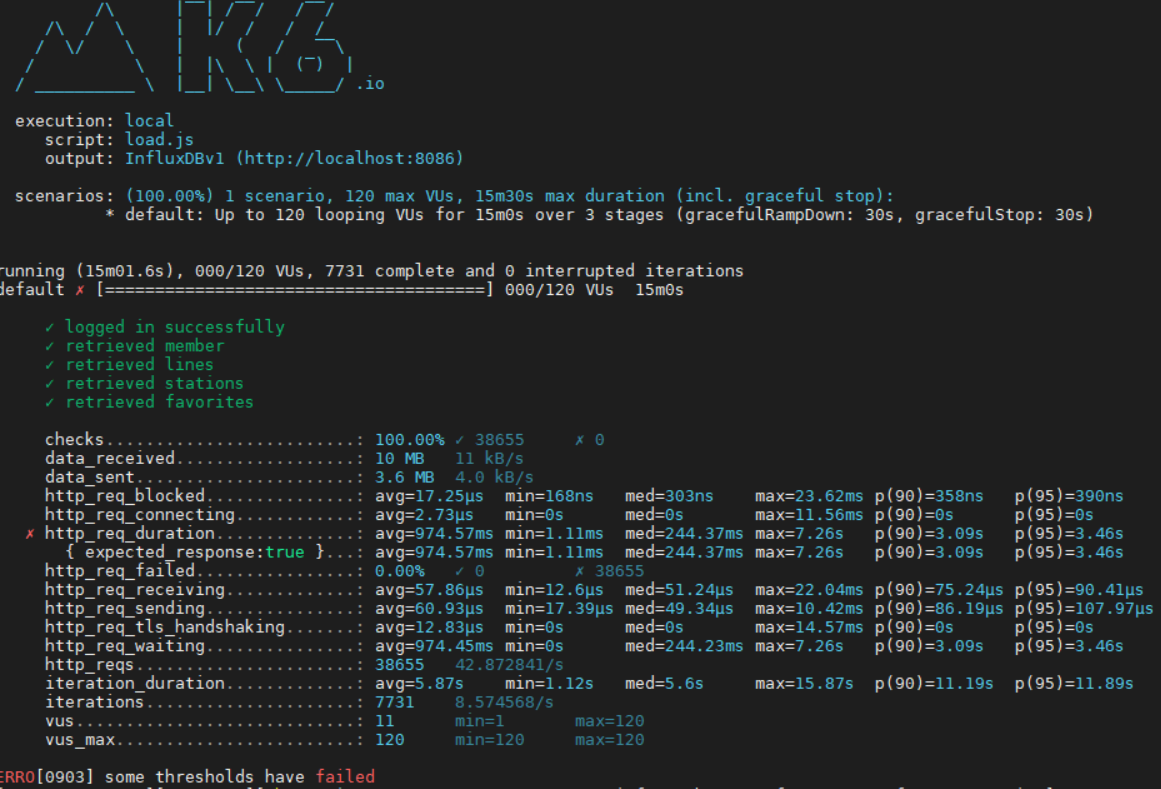 .io
execution: local
script: load.js
output: InfluxDBv1 (http://localhost:8086)
scenarios: (100.00%) 1 scenario, 120 max VUs, 15m30s max duration (incl. graceful stop):
* default: Up to 120 looping VUs for 15m0s over 3 stages (gracefulRampDown: 30s, gracefulStop: 30s)
running (15m01.6s), 000/120 VUs, 7731 complete and 0 interrupted iterations
default ✗ [======================================] 000/120 VUs  15m0s
✓ logged in successfully
✓ retrieved member
✓ retrieved lines
✓ retrieved stations
✓ retrieved favorites
checks.........................: 100.00% ✓ 38655 ✗ 0
data_received..................: 10 MB 11 kB/s
data_sent......................: 3.6 MB 4.0 kB/s
http_req_blocked...............: avg=17.25µs min=168ns med=303ns max=23.62ms p(90)=358ns p(95)=390ns
http_req_connecting............: avg=2.73µs min=0s med=0s max=11.56ms p(90)=0s p(95)=0s
✗ http_req_duration..............: avg=974.57ms min=1.11ms med=244.37ms max=7.26s p(90)=3.09s p(95)=3.46s
{ expected_response:true }...: avg=974.57ms min=1.11ms med=244.37ms max=7.26s p(90)=3.09s p(95)=3.46s
http_req_failed................: 0.00% ✓ 0 ✗ 38655
http_req_receiving.............: avg=57.86µs min=12.6µs med=51.24µs max=22.04ms p(90)=75.24µs p(95)=90.41µs
http_req_sending...............: avg=60.93µs min=17.39µs med=49.34µs max=10.42ms p(90)=86.19µs p(95)=107.97µs
http_req_tls_handshaking.......: avg=12.83µs min=0s med=0s max=14.57ms p(90)=0s p(95)=0s
http_req_waiting...............: avg=974.45ms min=0s med=244.23ms max=7.26s p(90)=3.09s p(95)=3.46s
http_reqs......................: 38655 42.872841/s
iteration_duration.............: avg=5.87s min=1.12s med=5.6s max=15.87s p(90)=11.19s p(95)=11.89s
iterations.....................: 7731 8.574568/s
vus............................: 11 min=1 max=120
vus_max........................: 120 min=120 max=120
ERRO[0903] some thresholds have failed